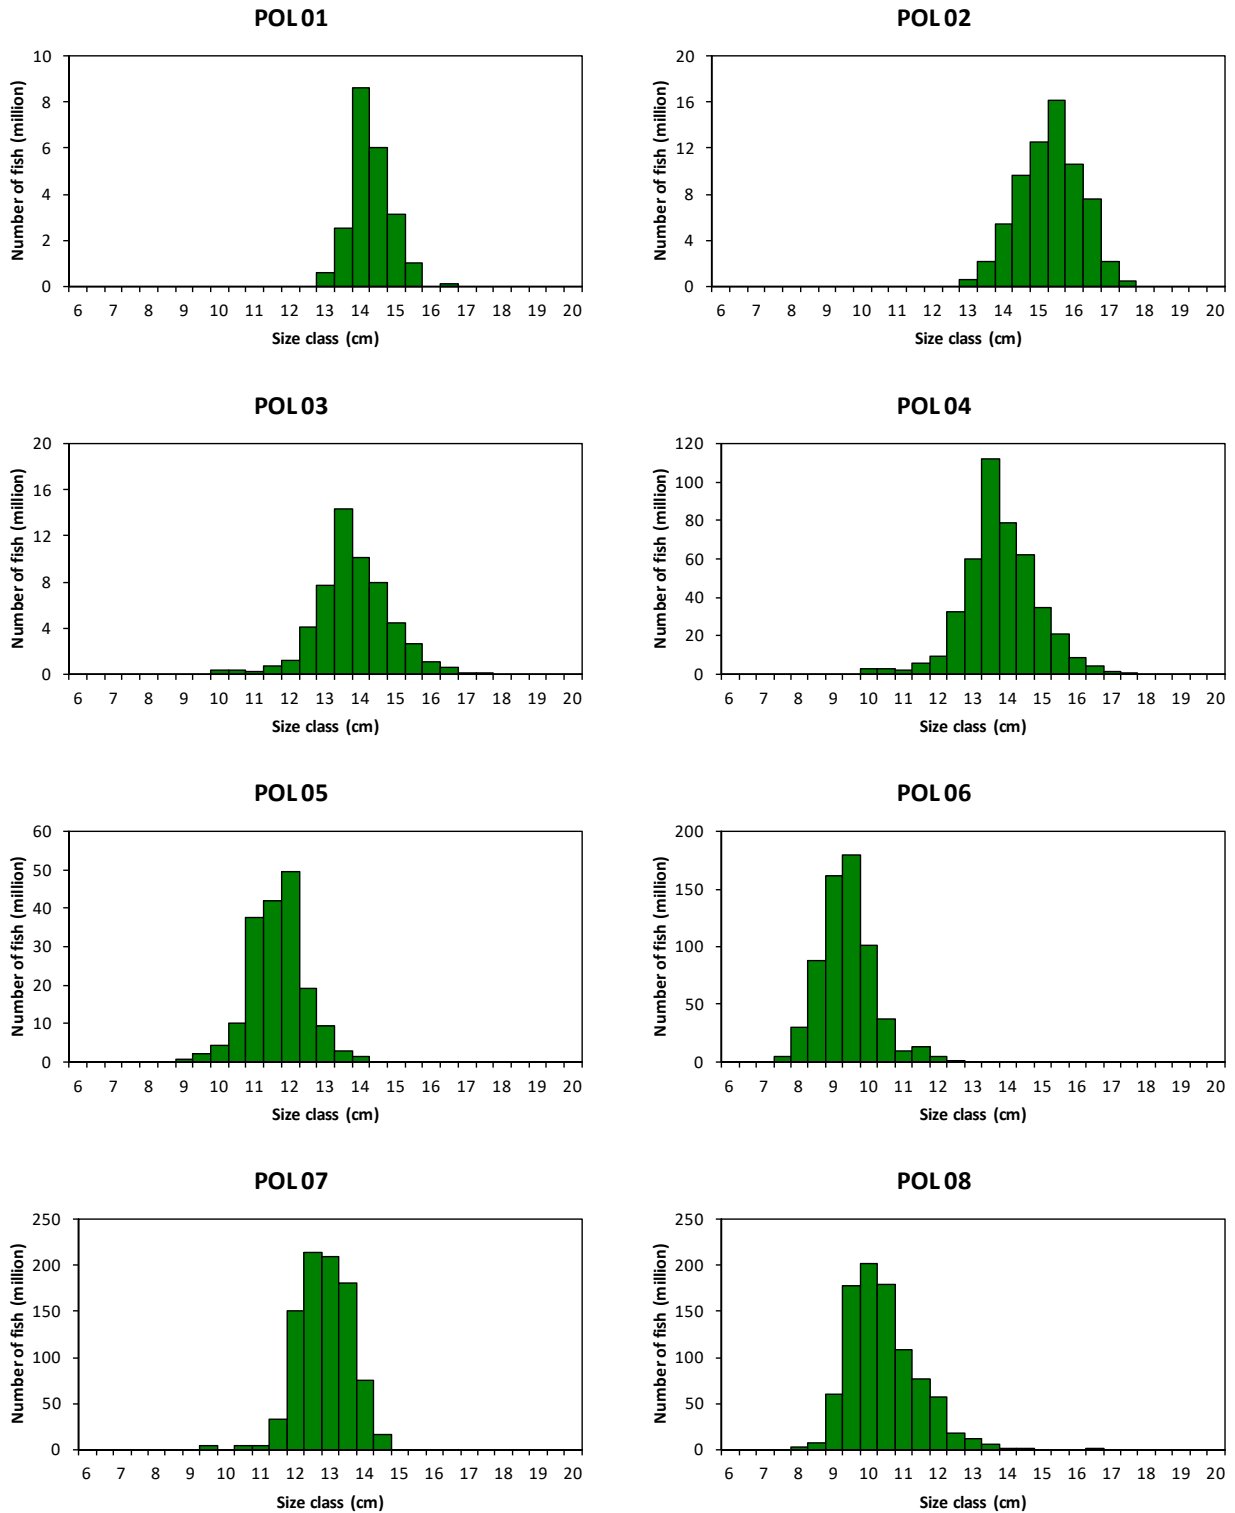 POL 01
10
8
6
4
2
0
Number of fish (million)
6 7 8 9 10 11 12 13 14 15 16 17 18 19 20
Size class (cm)
POL 02
20
16
12
8
4
0
Number of fish (million)
6 7 8 9 10 11 12 13 14 15 16 17 18 19 20
Size class (cm)
POL 03
20
16
12
8
4
0
Number of fish (million)
6 7 8 9 10 11 12 13 14 15 16 17 18 19 20
Size class (cm)
POL 04
120
100
80
60
40
20
0
Number of fish (million)
6 7 8 9 10 11 12 13 14 15 16 17 18 19 20
Size class (cm)
POL 05
60
50
40
30
20
10
0
Number of fish (million)
6 7 8 9 10 11 12 13 14 15 16 17 18 19 20
Size class (cm)
POL 06
200
150
100
50
0
Number of fish (million)
6 7 8 9 10 11 12 13 14 15 16 17 18 19 20
Size class (cm)
POL 07
250
200
150
100
50
0
Number of fish (million)
6 7 8 9 10 11 12 13 14 15 16 17 18 19 20
Size class (cm)
POL 08
250
200
150
100
50
0
Number of fish (million)
6 7 8 9 10 11 12 13 14 15 16 17 18 19 20
Size class (cm)